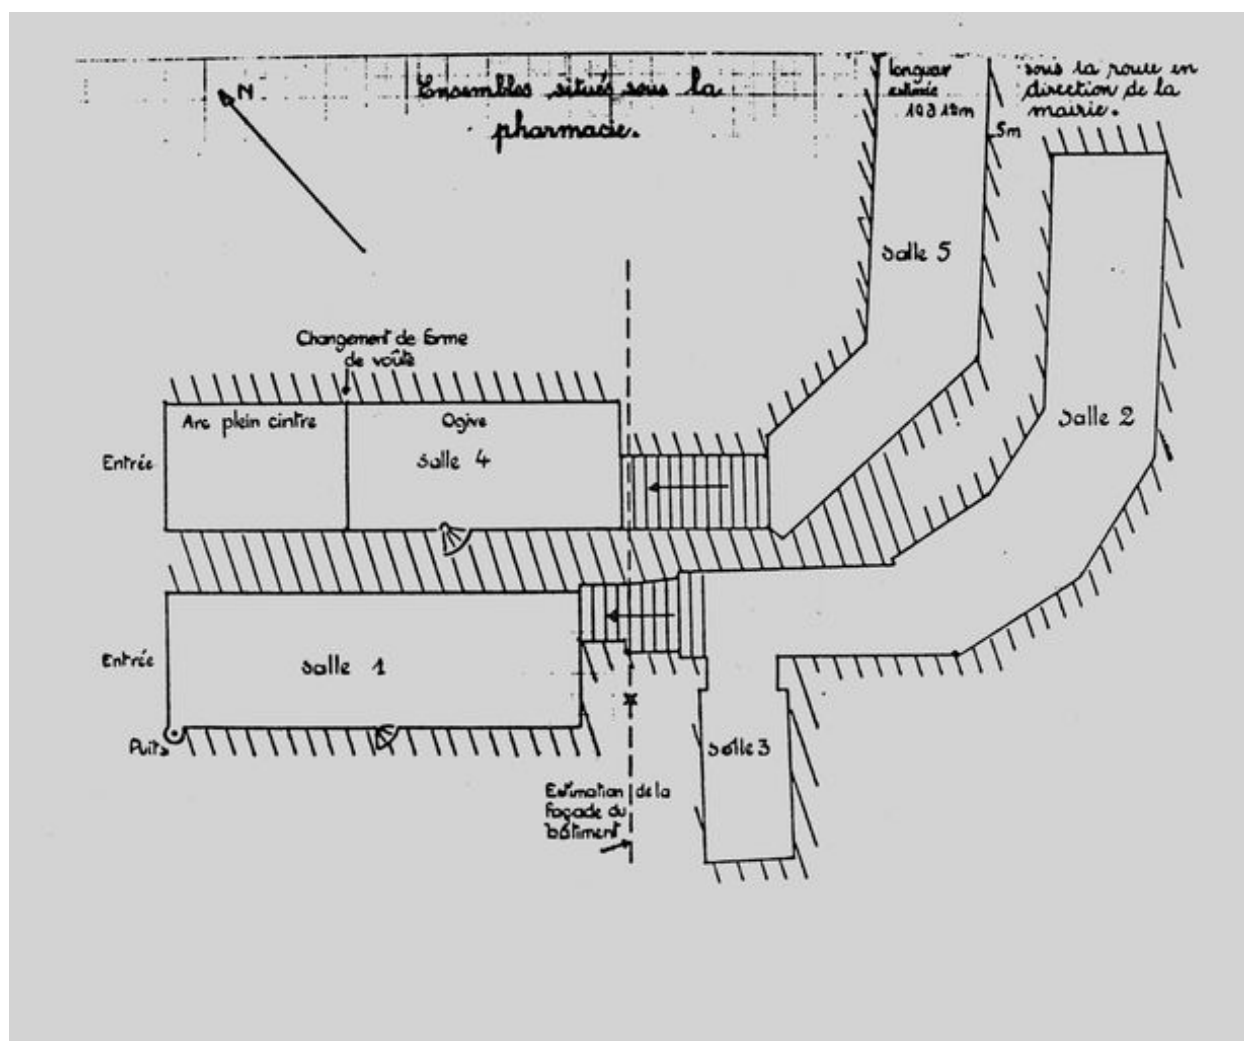 N
Ensembles situés sous la
pharmacie.
longueur
estimée
10 à 12m
5m
sous la route en
direction de la
mairie.
Salle 5
Changement de forme
de voûte
Arc plein cintre
Ogive
Salle 4
Entrée
Salle 2
Entrée
Salle 1
Puits
Salle 3
Estimation de la
façade du
bâtiment